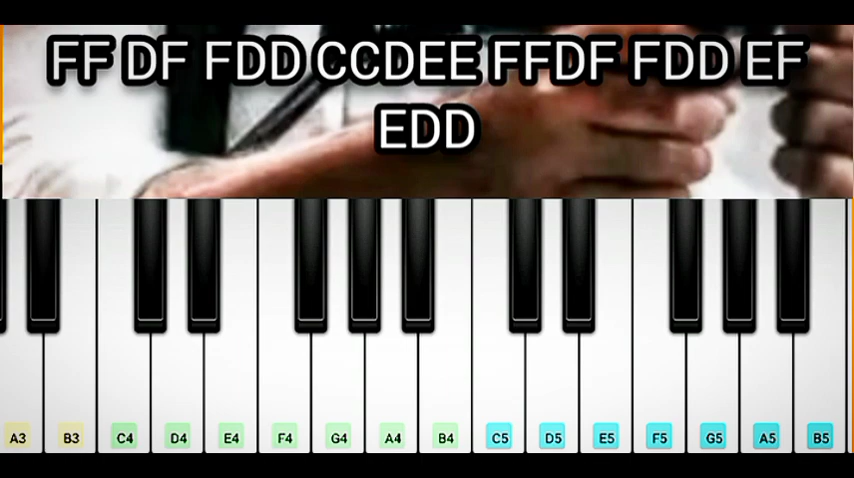 FF DF FDD CCDEE FFDF FDD EF
EDD
A3 B3 C4 D4 E4 F4 G4 A4 B4 C5 D5 E5 F5 G5 A5 B5